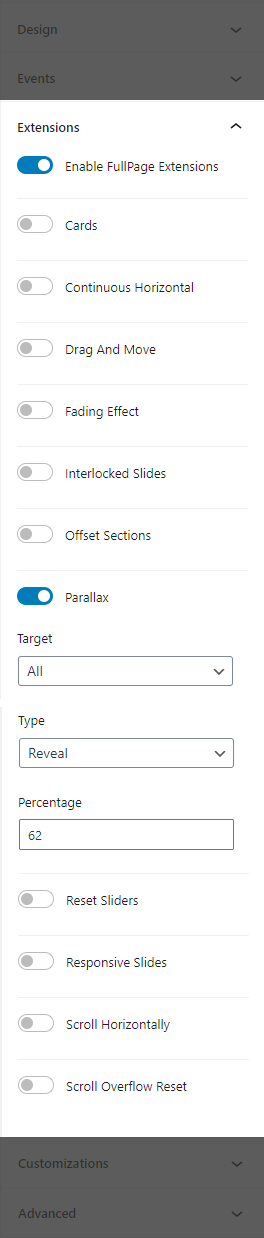 Design
Events
Extensions
Enable FullPage Extensions
Cards
Continuous Horizontal
Drag And Move
Fading Effect
Interlocked Slides
Offset Sections
Parallax
Target
All
Type
Reveal
Percentage
62
Reset Sliders
Responsive Slides
Scroll Horizontally
Scroll Overflow Reset
Customizations
Advanced